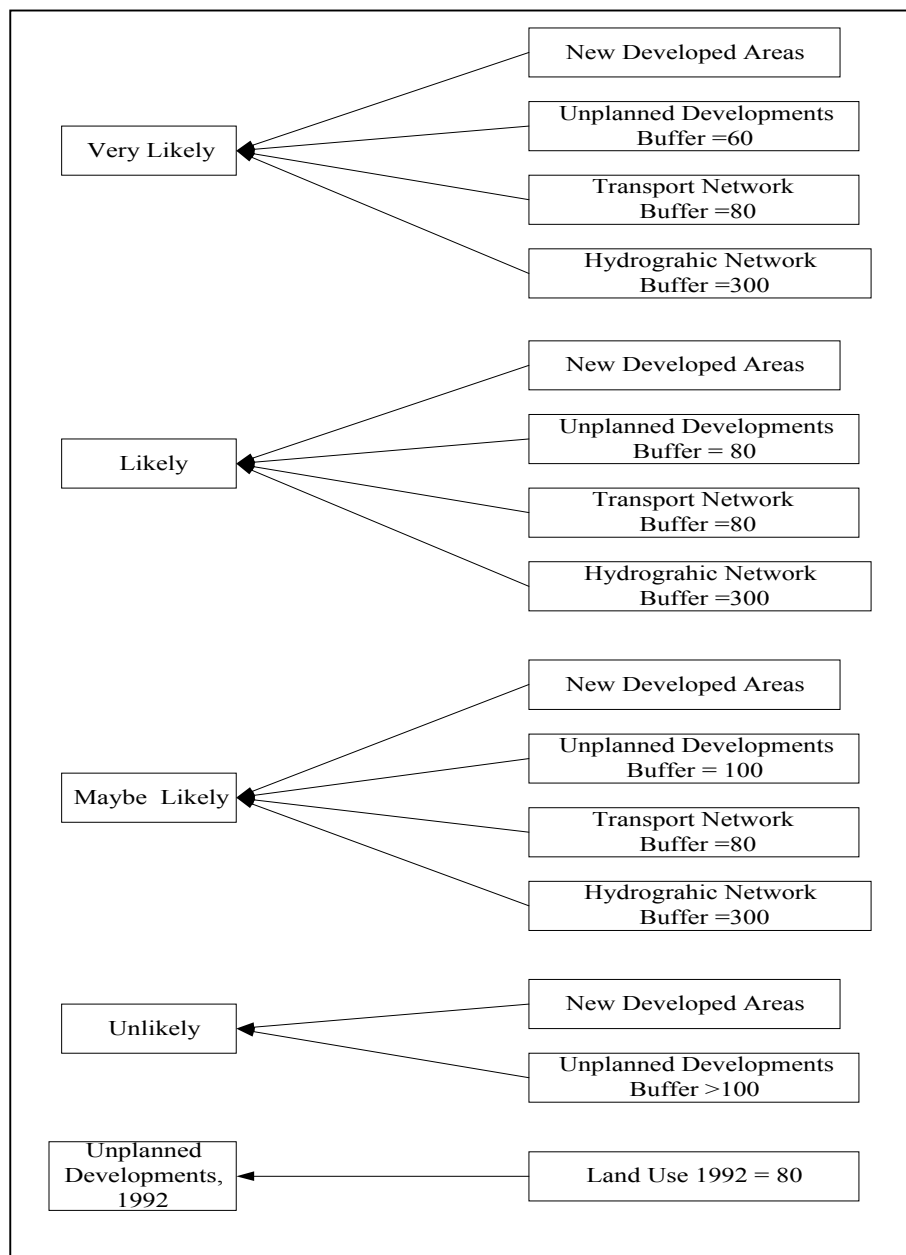 New Developed Areas
Very Likely
Unplanned Developments
Buffer =60
Transport Network
Buffer =80
Hydrograhic Network
Buffer =300
New Developed Areas
Likely
Unplanned Developments
Buffer = 80
Transport Network
Buffer =80
Hydrograhic Network
Buffer =300
New Developed Areas
Maybe Likely
Unplanned Developments
Buffer = 100
Transport Network
Buffer =80
Hydrograhic Network
Buffer =300
Unlikely
New Developed Areas
Unplanned Developments
Buffer >100
Unplanned
Developments,
1992
Land Use 1992 = 80